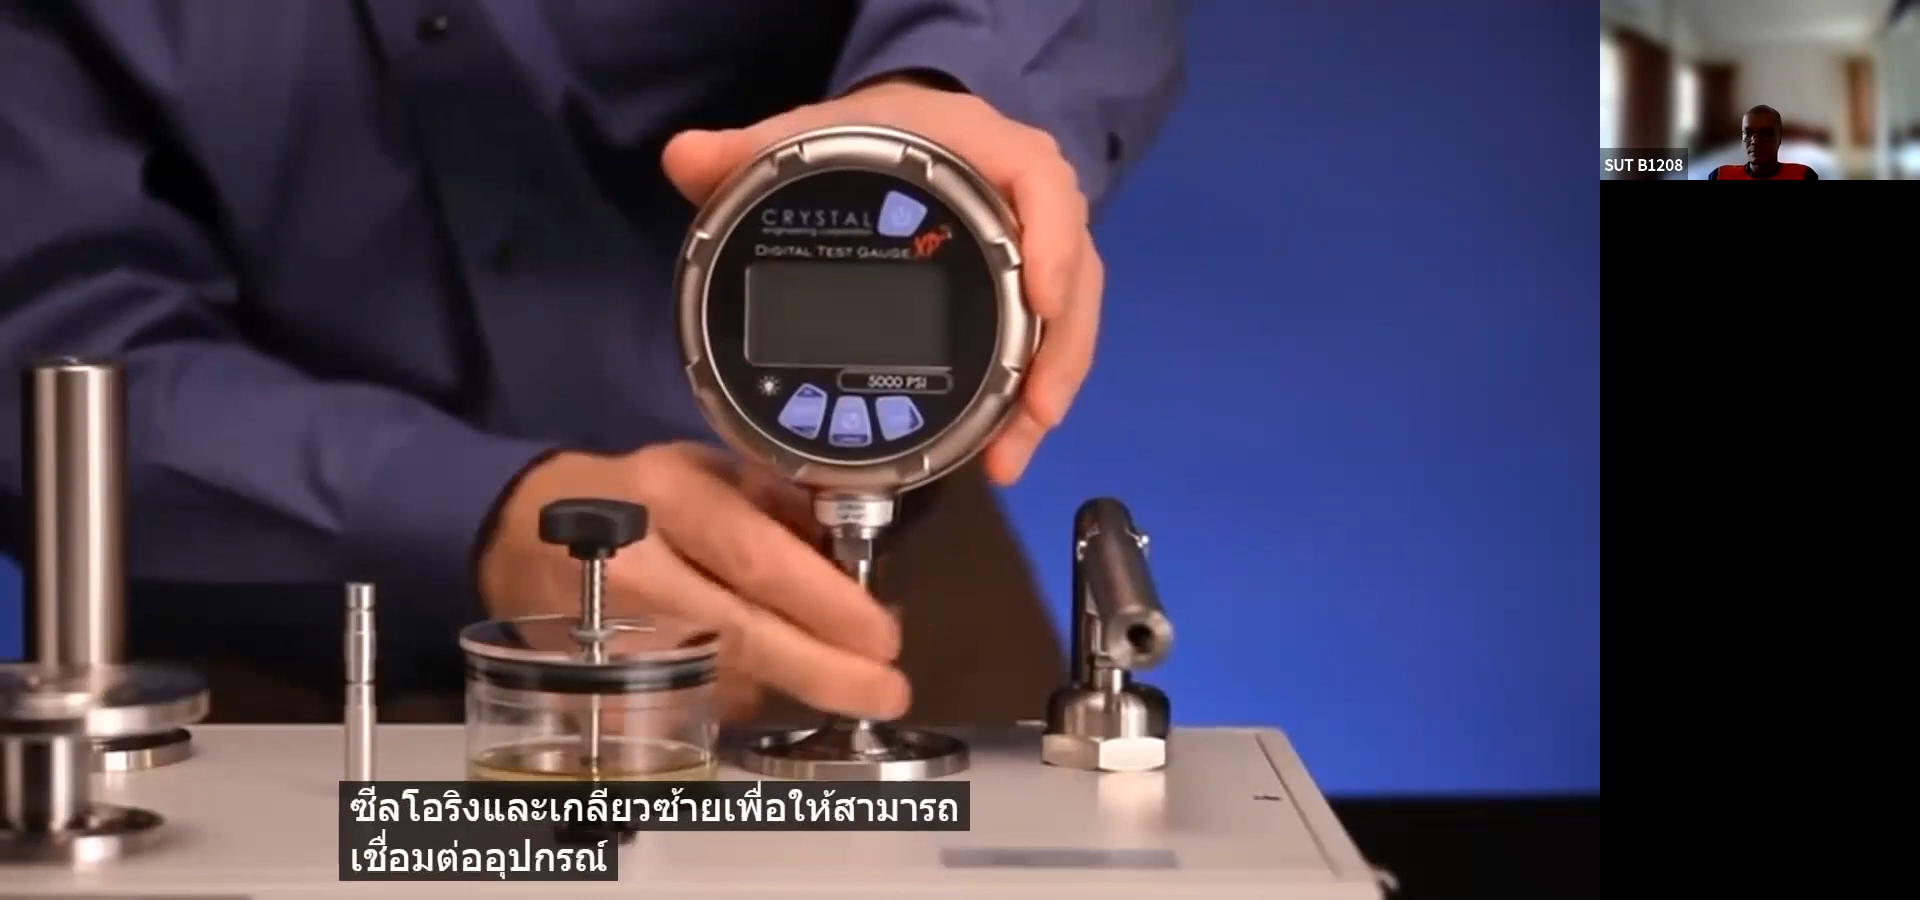 CRYSTAL
engineering corporation
DIGITAL TEST GAUGE XP2i
5000 PSI
SUT B1208
ซีลโอริงและเกลียวซ้ายเพื่อให้สามารถ
เชื่อมต่ออุปกรณ์